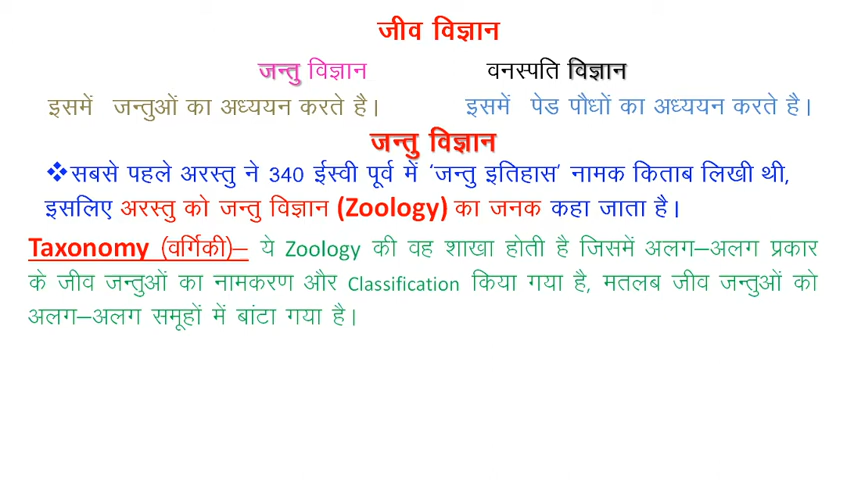 जीव विज्ञान
जन्तु विज्ञान वनस्पति विज्ञान
इसमें जन्तुओं का अध्ययन करते है। इसमें पेड पौधों का अध्ययन करते है।
जन्तु विज्ञान
❖सबसे पहले अरस्तु ने 340 ईस्वी पूर्व में ‘जन्तु इतिहास’ नामक किताब लिखी थी,
इसलिए अरस्तु को जन्तु विज्ञान (Zoology) का जनक कहा जाता है।
Taxonomy (वर्गिकी)– ये Zoology की वह शाखा होती है जिसमें अलग–अलग प्रकार
के जीव जन्तुओं का नामकरण और Classification किया गया है, मतलब जीव जन्तुओं को
अलग–अलग समूहों में बांटा गया है।